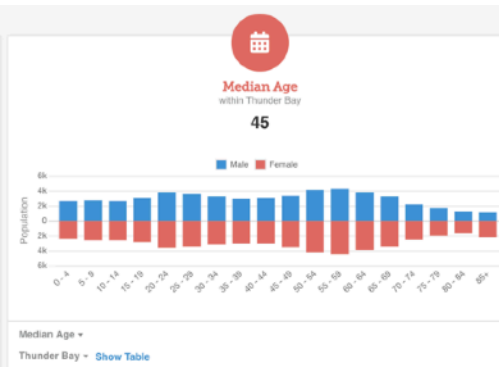 Median Age
within Thunder Bay
45
Male Female
Population
6k
4k
2k
0
2k
4k
6k
0 - 4 5 - 9 10 - 14 15 - 19 20 - 24 25 - 29 30 - 34 35 - 39 40 - 44 45 - 49 50 - 54 55 - 59 60 - 64 65 - 69 70 - 74 75 - 79 80 - 84 85+
Median Age
Thunder Bay Show Table